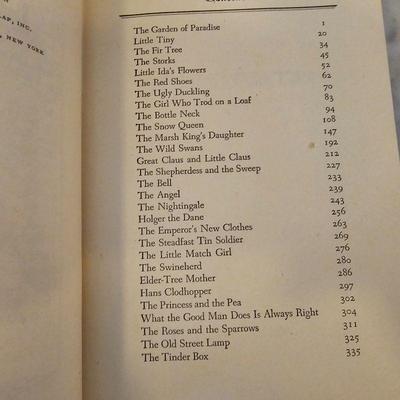 LAP, INC.
NEW YORK
The Garden of Paradise 1
Little Tiny 20
The Fir Tree 34
The Storks 45
Little Ida's Flowers 52
The Red Shoes 62
The Ugly Duckling 70
The Girl Who Trod on a Loaf 83
The Bottle Neck 94
The Snow Queen 108
The Marsh King's Daughter 147
The Wild Swans 192
Great Claus and Little Claus 212
The Shepherdess and the Sweep 227
The Bell 233
The Angel 239
The Nightingale 243
Holger the Dane 256
The Emperor's New Clothes 263
The Steadfast Tin Soldier 269
The Little Match Girl 276
The Swineherd 280
Elder-Tree Mother 286
Hans Clodhopper 297
The Princess and the Pea 302
What the Good Man Does Is Always Right 304
The Roses and the Sparrows 311
The Old Street Lamp 325
The Tinder Box 335